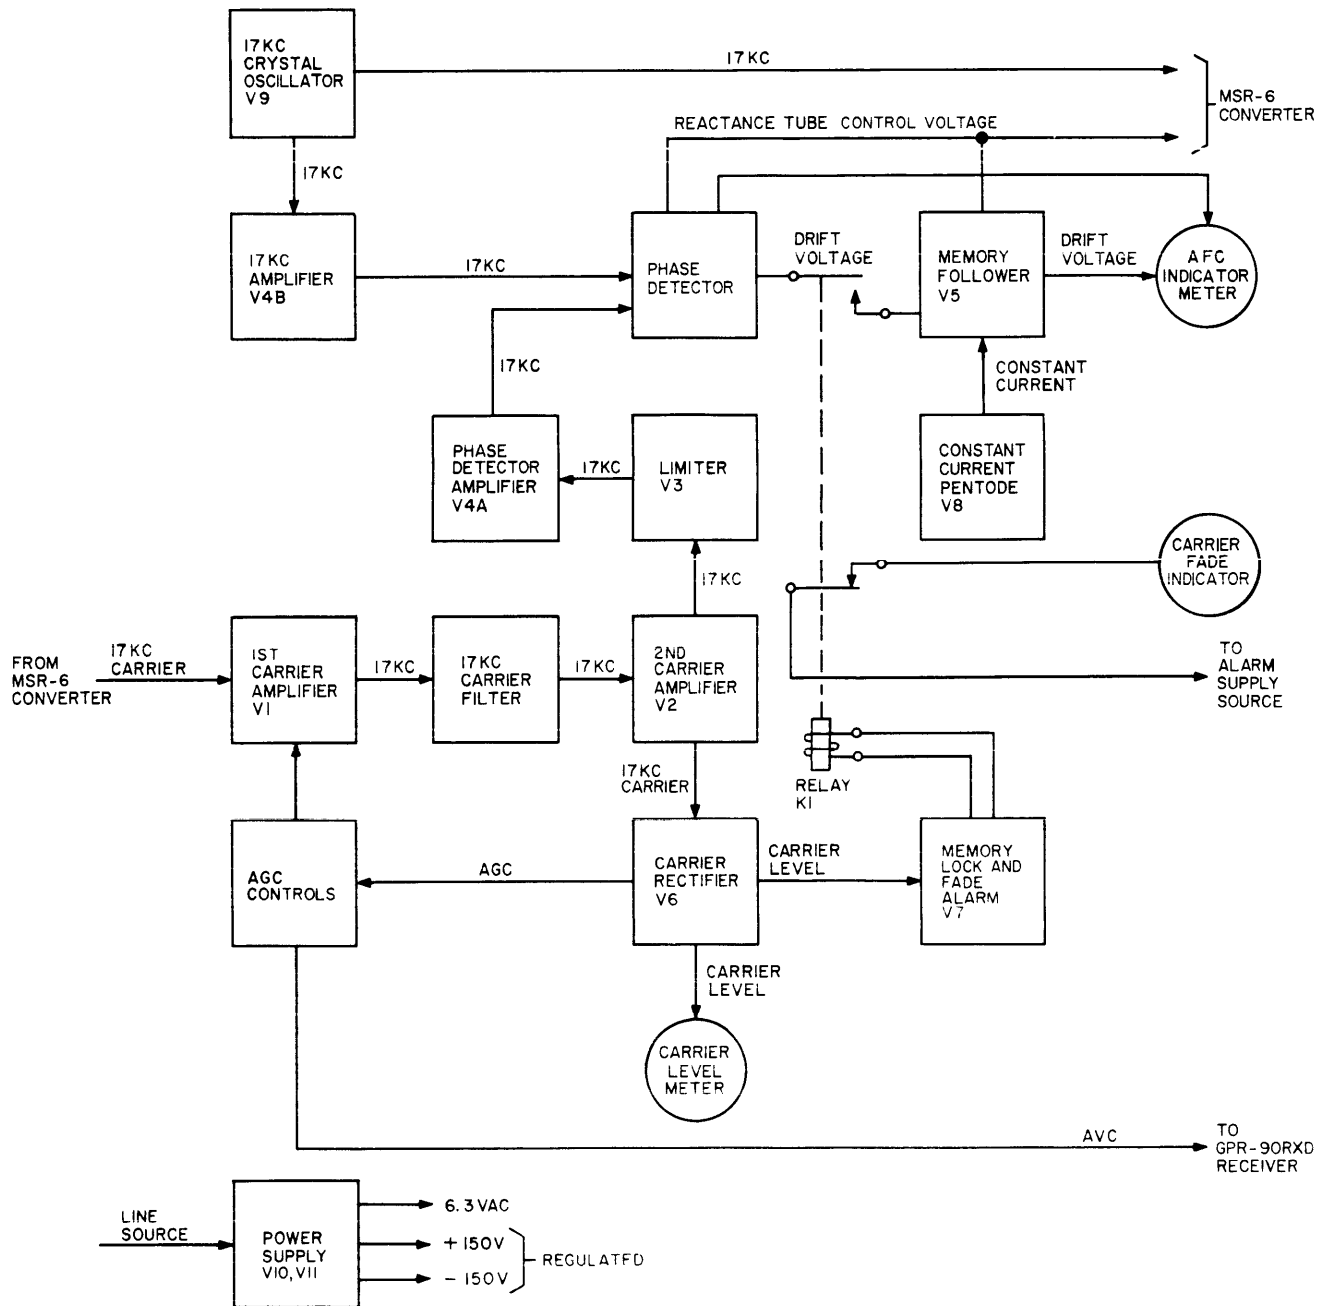 17KC
CRYSTAL
OSCILLATOR
V9
17KC
MSR-6
CONVERTER
REACTANCE TUBE CONTROL VOLTAGE
17KC
17KC
AMPLIFIER
V4B
17KC
PHASE
DETECTOR
DRIFT
VOLTAGE
MEMORY
FOLLOWER
V5
DRIFT
VOLTAGE
AFC
INDICATOR
METER
17KC
CONSTANT
CURRENT
PHASE
DETECTOR
AMPLIFIER
V4A
17KC
LIMITER
V3
CONSTANT
CURRENT
PENTODE
V8
CARRIER
FADE
INDICATOR
17KC
FROM
MSR-6
CONVERTER
17KC
CARRIER
1ST
CARRIER
AMPLIFIER
V1
17KC
17KC
CARRIER
FILTER
17KC
2ND
CARRIER
AMPLIFIER
V2
TO
ALARM
SUPPLY
SOURCE
17KC
CARRIER
RELAY
K1
AGC
CONTROLS
AGC
CARRIER
RECTIFIER
V6
CARRIER
LEVEL
MEMORY
LOCK AND
FADE
ALARM
V7
CARRIER
LEVEL
CARRIER
LEVEL
METER
AVC
TO
GPR-90RXD
RECEIVER
LINE
SOURCE
POWER
SUPPLY
V10, V11
6.3VAC
+150V
-150V
REGULATED